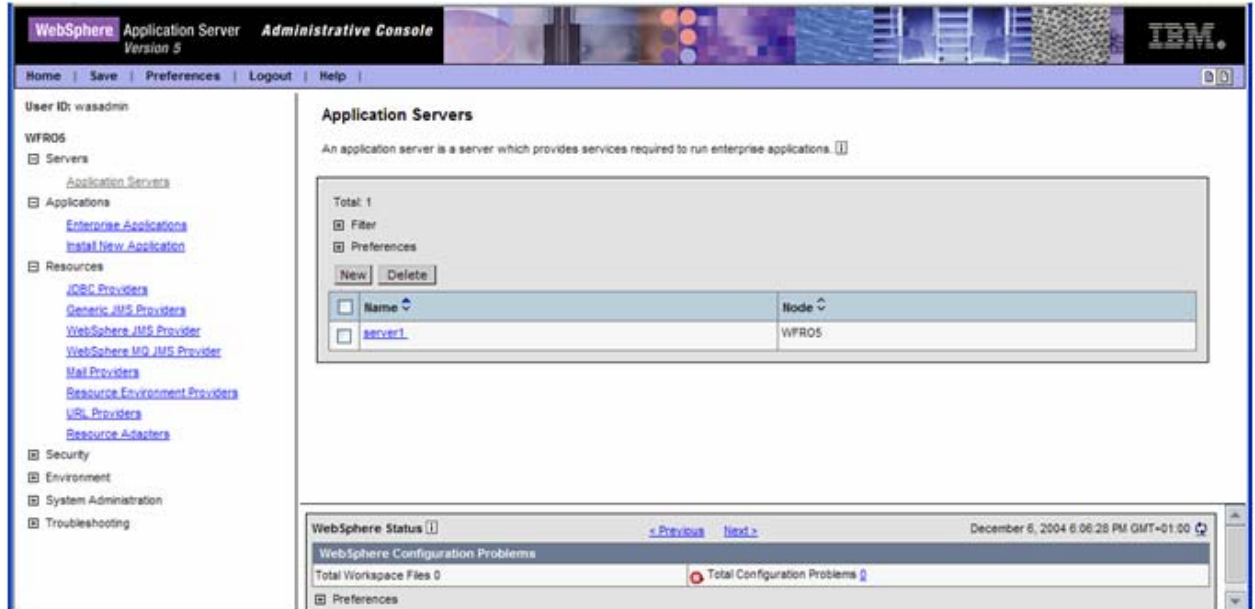 WebSphere Application Server Administrative Console
Version 5
IBM.
Home | Save | Preferences | Logout | Help |
User ID: wasadmin
WFRO5
Servers
Application Servers
Applications
Enterprise Applications
Install New Application
Resources
JDBC Providers
Generic JMS Providers
WebSphere JMS Provider
WebSphere MQ JMS Provider
Mail Providers
Resource Environment Providers
URL Providers
Resource Adapters
Security
Environment
System Administration
Troubleshooting
Application Servers
An application server is a server which provides services required to run enterprise applications. i
Total: 1
Filter
Preferences
New Delete
Name Node
server1 WFRO5
WebSphere Status i < Previous Next > December 6, 2004 6:06:28 PM GMT+01:00
WebSphere Configuration Problems
Total Workspace Files 0 Total Configuration Problems 0
Preferences